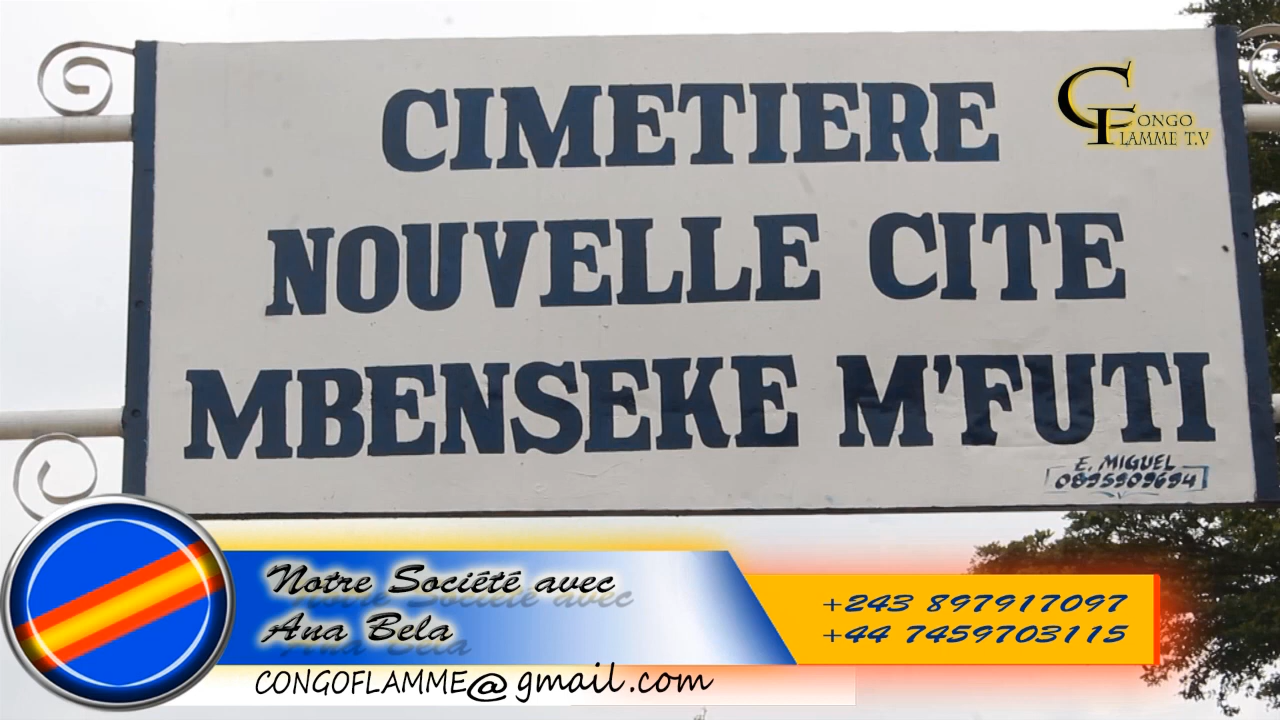 CIMETIERE
NOUVELLE CITE
MBENSEKE M'FUTI
E. MIGUEL
0895909694
CONGO
FLAMME T.V
Notre Société avec
Ana Bela
+243 897917097
+44 7459703115
CONGOFLAMME@gmail.com